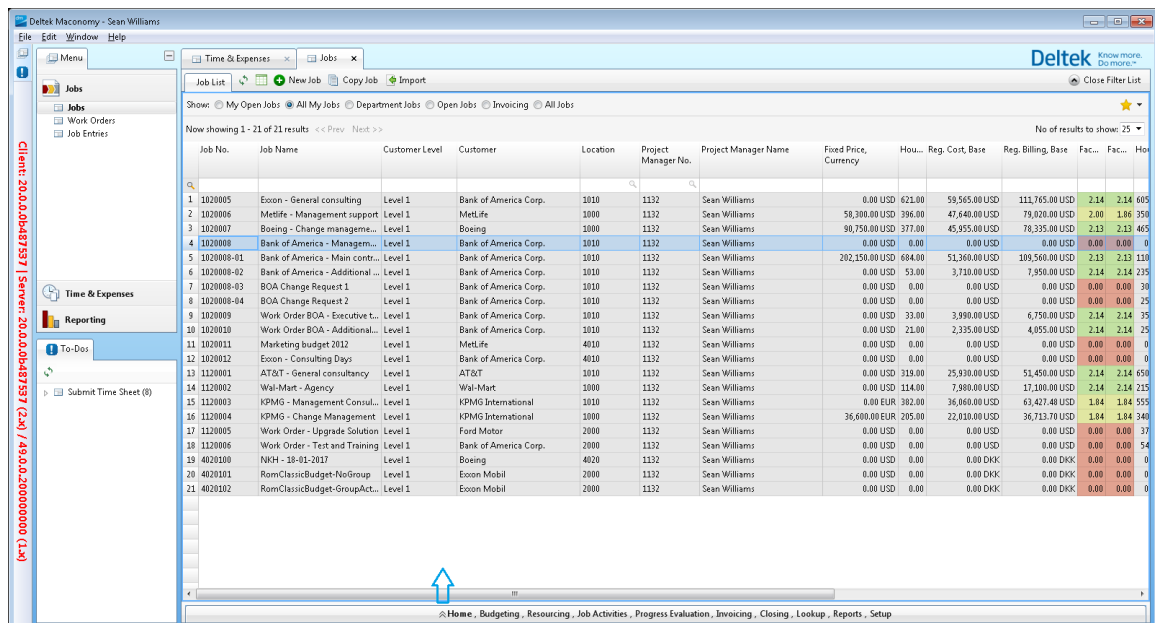 Deltek Maconomy - Sean Williams
File Edit Window Help
Menu
Time & Expenses
Jobs
Deltek Know more. Do more.™
Jobs
Job List New Job Copy Job Import Close Filter List
Jobs
Work Orders
Job Entries
Show: My Open Jobs All My Jobs Department Jobs Open Jobs Invoicing All Jobs
Now showing 1 - 21 of 21 results << Prev Next >> No of results to show: 25
Job No. Job Name Customer Level Customer Location Project Manager No. Project Manager Name Fixed Price, Currency Hou... Reg. Cost, Base Reg. Billing, Base Fac... Fac... Hou
1 1020005 Exxon - General consulting Level 1 Bank of America Corp. 1010 1132 Sean Williams 0.00 USD 621.00 59,565.00 USD 111,765.00 USD 2.14 2.14 605
2 1020006 Metlife - Management support Level 1 MetLife 1000 1132 Sean Williams 58,300.00 USD 396.00 47,640.00 USD 79,020.00 USD 2.00 1.86 350
3 1020007 Boeing - Change manageme... Level 1 Boeing 1000 1132 Sean Williams 90,750.00 USD 377.00 45,955.00 USD 78,335.00 USD 2.13 2.13 465
4 1020008 Bank of America - Managem... Level 1 Bank of America Corp. 1010 1132 Sean Williams 0.00 USD 0.00 0.00 USD 0.00 USD 0.00 0.00 0
5 1020008-01 Bank of America - Main contr... Level 1 Bank of America Corp. 1010 1132 Sean Williams 202,150.00 USD 684.00 51,360.00 USD 109,560.00 USD 2.13 2.13 110
6 1020008-02 Bank of America - Additional ... Level 1 Bank of America Corp. 1010 1132 Sean Williams 0.00 USD 53.00 3,710.00 USD 7,950.00 USD 2.14 2.14 235
7 1020008-03 BOA Change Request 1 Level 1 Bank of America Corp. 1010 1132 Sean Williams 0.00 USD 0.00 0.00 USD 0.00 USD 0.00 0.00 30
8 1020008-04 BOA Change Request 2 Level 1 Bank of America Corp. 1010 1132 Sean Williams 0.00 USD 0.00 0.00 USD 0.00 USD 0.00 0.00 25
9 1020009 Work Order BOA - Executive t... Level 1 Bank of America Corp. 1010 1132 Sean Williams 0.00 USD 33.00 3,990.00 USD 6,750.00 USD 2.14 2.14 35
10 1020010 Work Order BOA - Additional... Level 1 Bank of America Corp. 1010 1132 Sean Williams 0.00 USD 21.00 2,335.00 USD 4,055.00 USD 2.14 2.14 25
11 1020011 Marketing budget 2012 Level 1 MetLife 4010 1132 Sean Williams 0.00 USD 0.00 0.00 USD 0.00 USD 0.00 0.00 0
12 1020012 Exxon - Consulting Days Level 1 Bank of America Corp. 4010 1132 Sean Williams 0.00 USD 0.00 0.00 USD 0.00 USD 0.00 0.00 0
13 1120001 AT&T - General consultancy Level 1 AT&T 1010 1132 Sean Williams 0.00 USD 319.00 25,930.00 USD 51,450.00 USD 2.14 2.14 650
14 1120002 Wal-Mart - Agency Level 1 Wal-Mart 1000 1132 Sean Williams 0.00 USD 114.00 7,980.00 USD 17,100.00 USD 2.14 2.14 215
15 1120003 KPMG - Management Consul... Level 1 KPMG International 1010 1132 Sean Williams 0.00 EUR 382.00 36,060.00 USD 63,427.48 USD 1.84 1.84 555
16 1120004 KPMG - Change Management Level 1 KPMG International 1000 1132 Sean Williams 36,600.00 EUR 205.00 22,010.00 USD 36,713.70 USD 1.84 1.84 340
17 1120005 Work Order - Upgrade Solution Level 1 Ford Motor 2000 1132 Sean Williams 0.00 USD 0.00 0.00 USD 0.00 USD 0.00 0.00 37
18 1120006 Work Order - Test and Training Level 1 Bank of America Corp. 2000 1132 Sean Williams 0.00 USD 0.00 0.00 USD 0.00 USD 0.00 0.00 54
19 4020100 NKH - 18-01-2017 Level 1 Boeing 4020 1132 Sean Williams 0.00 USD 0.00 0.00 DKK 0.00 DKK 0.00 0.00 0
20 4020101 RomClassicBudget-NoGroup Level 1 Exxon Mobil 2000 1132 Sean Williams 0.00 USD 0.00 0.00 DKK 0.00 DKK 0.00 0.00 0
21 4020102 RomClassicBudget-GroupAct... Level 1 Exxon Mobil 2000 1132 Sean Williams 0.00 USD 0.00 0.00 DKK 0.00 DKK 0.00 0.00 0
Time & Expenses
Reporting
To-Dos
Submit Time Sheet (8)
Client: 20.0.0.0b487537 | Server: 20.0.0.0b487537 (2.x) / 49.0.0.20000000 (1.x)
Home , Budgeting , Resourcing , Job Activities , Progress Evaluation , Invoicing , Closing , Lookup , Reports , Setup